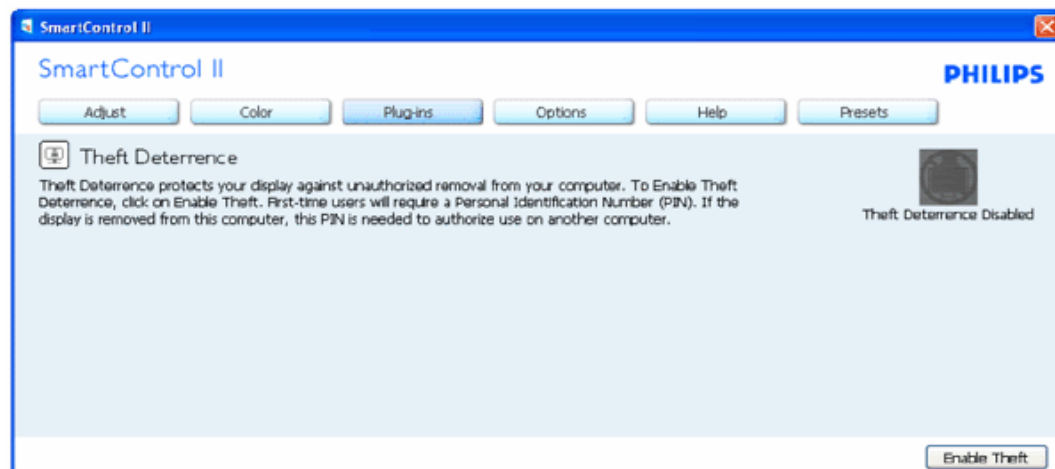 SmartControl II
SmartControl II
PHILIPS
Adjust Color Plug-ins Options Help Presets
Theft Deterrence
Theft Deterrence protects your display against unauthorized removal from your computer. To Enable Theft
Deterrence, click on Enable Theft. First-time users will require a Personal Identification Number (PIN). If the
display is removed from this computer, this PIN is needed to authorize use on another computer.
Theft Deterrence Disabled
Enable Theft